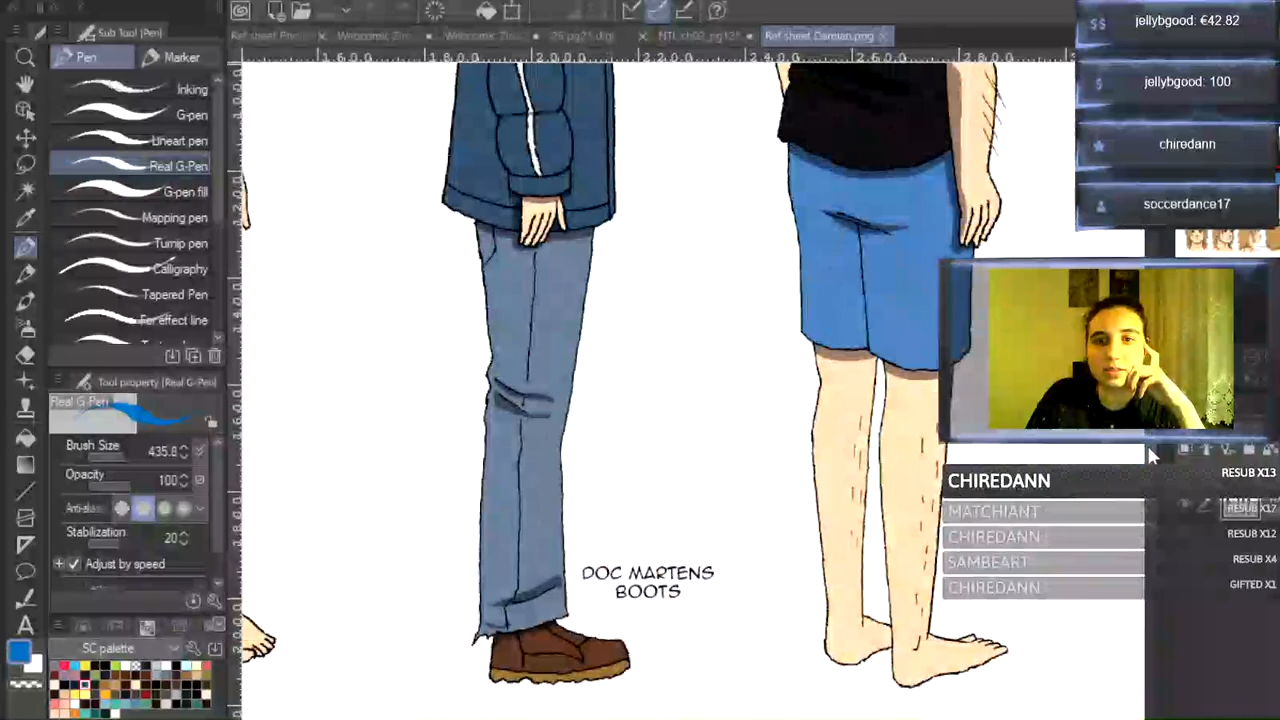 jellybgood: €42.82
jellybgood: 100
chiredann
soccerdance17
Sub Tool [Pen]
Pen
Marker
Inking
G-pen
Lineart pen
Real G-Pen
G-pen fill
Mapping pen
Turnip pen
Calligraphy
Tapered Pen
For effect line
Tool property [Real G-Pen]
Real G-Pen
Brush Size 435.8
Opacity 100
Anti-alias
Stabilization 20
Adjust by speed
SC palette
Ref sheet Darman.png
DOC MARTENS
BOOTS
CHIREDANN RESUB X13
MATCHIANT RESUB X17
CHIREDANN RESUB X12
SAMBEART RESUB X4
CHIREDANN GIFTED X1